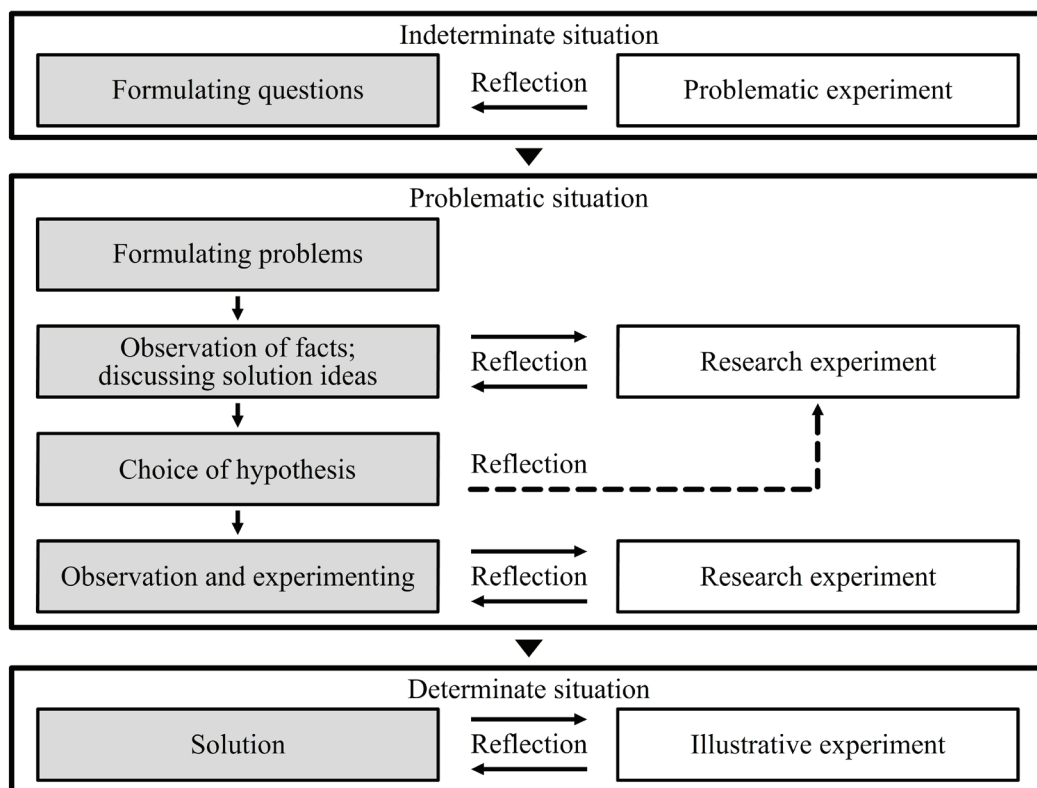 Indeterminate situation
Formulating questions
Reflection
Problematic experiment
Problematic situation
Formulating problems
Observation of facts;
discussing solution ideas
Reflection
Research experiment
Choice of hypothesis
Reflection
Observation and experimenting
Reflection
Research experiment
Determinate situation
Solution
Reflection
Illustrative experiment